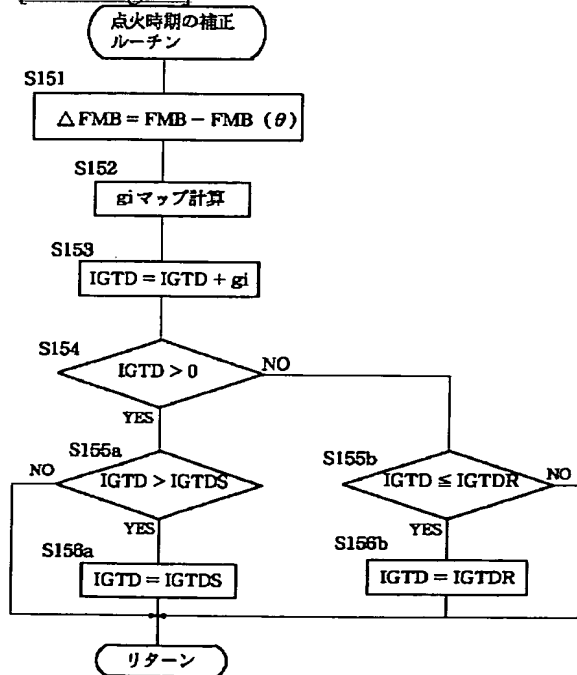 点火時期の補正
ルーチン
S151
△FMB = FMB − FMB (θ)
S152
giマップ計算
S153
IGTD = IGTD + gi
S154
IGTD > 0
NO
YES
S155a
IGTD > IGTDS
NO
YES
S155b
IGTD ≦ IGTDR
NO
YES
S156a
IGTD = IGTDS
S156b
IGTD = IGTDR
リターン